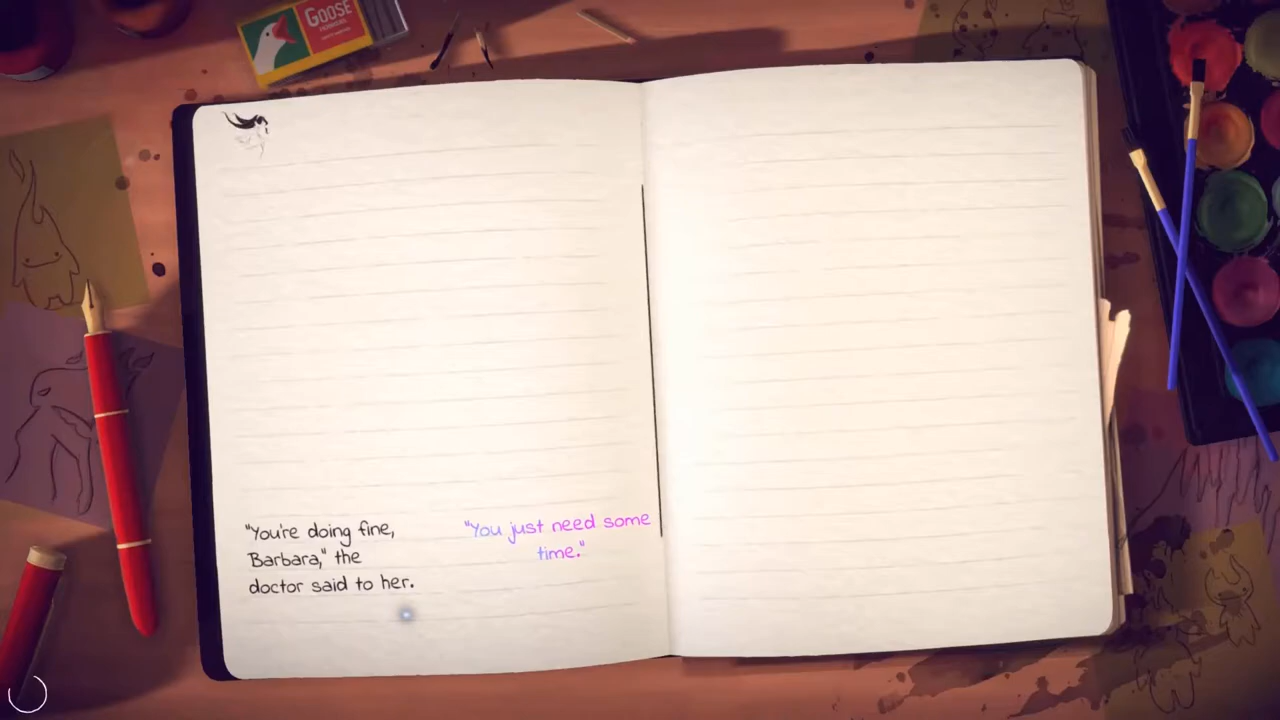 GOOSE
"You're doing fine,
Barbara," the
doctor said to her.
"You just need some
time."